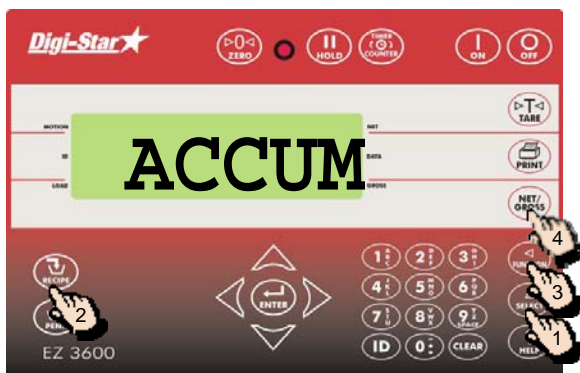 Digi-Star
ZERO
HOLD
TIMER
COUNTER
ON
OFF
T
TARE
MOTION
NET
ACCUM
ID
DATA
PRINT
LOAD
GROSS
NET/
GROSS
4
RECIPE
1
2
3
FUNCTION
3
2
ENTER
4
5
6
SELECT
1
7
8
9
SPACE
HELP
EZ 3600
ID
0
CLEAR